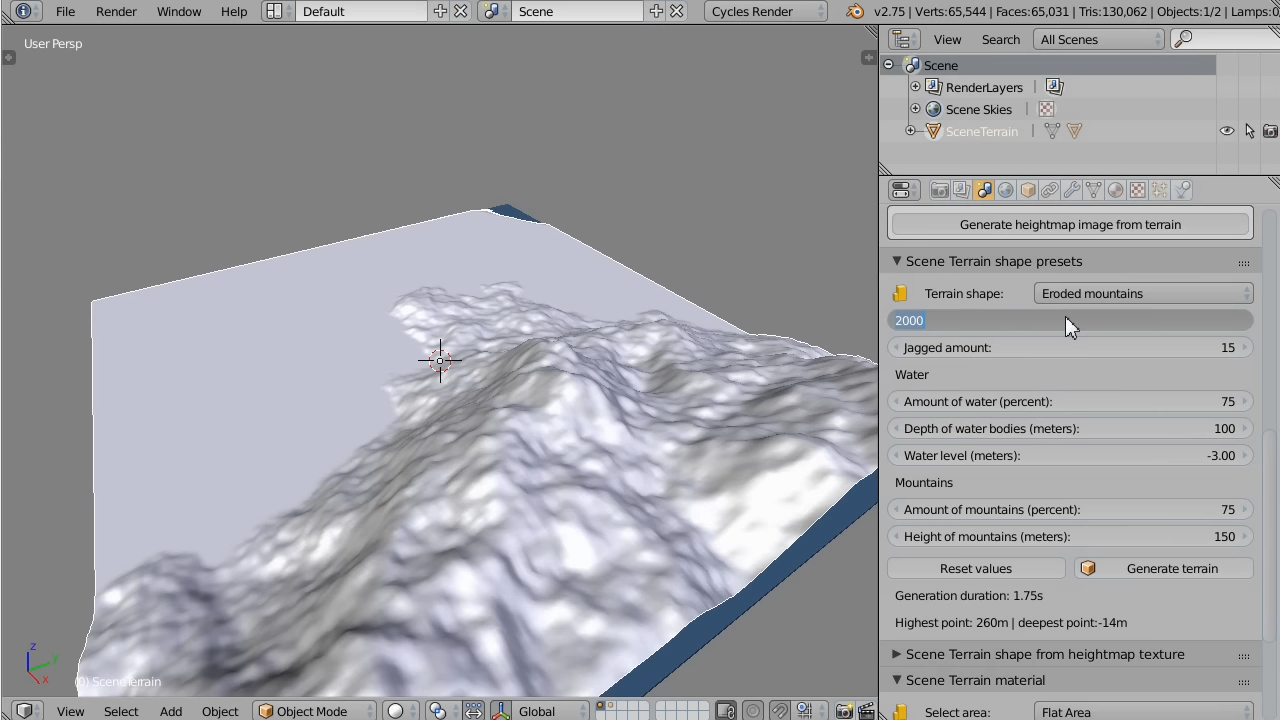 File Render Window Help Default Scene Cycles Render v2.75 | Verts:65,544 | Faces:65,031 | Tris:130,062 | Objects:1/2 | Lamps:0
User Persp
View Search All Scenes
Scene
RenderLayers
Scene Skies
SceneTerrain
Generate heightmap image from terrain
Scene Terrain shape presets
Terrain shape: Eroded mountains
2000
Jagged amount: 15
Water
Amount of water (percent): 75
Depth of water bodies (meters): 100
Water level (meters): -3.00
Mountains
Amount of mountains (percent): 75
Height of mountains (meters): 150
Reset values Generate terrain
Generation duration: 1.75s
Highest point: 260m | deepest point:-14m
Scene Terrain shape from heightmap texture
Scene Terrain material
Select area: Flat Area
z
y
x
(0) SceneTerrain
View Select Add Object Object Mode Global